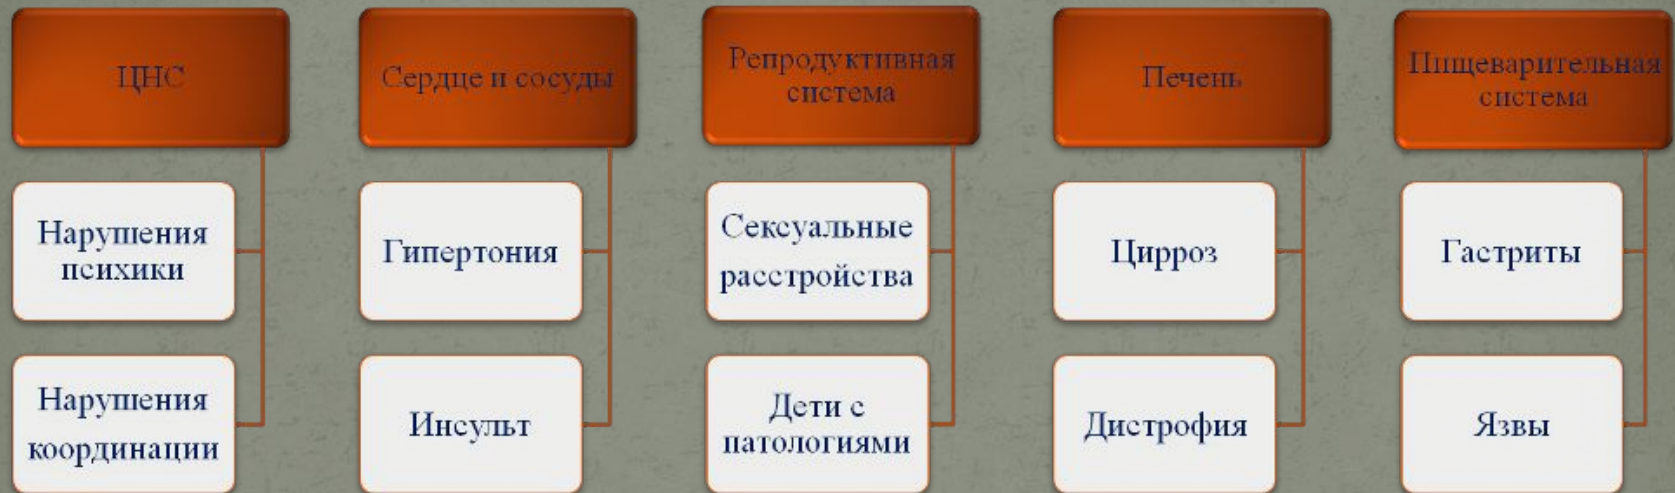 ЦНС
Нарушения
психики
Нарушения
координации
Сердце и сосуды
Гипертония
Инсульт
Репродуктивная
система
Сексуальные
расстройства
Дети с
патологиями
Печень
Цирроз
Дистрофия
Пищеварительная
система
Гастриты
Язвы